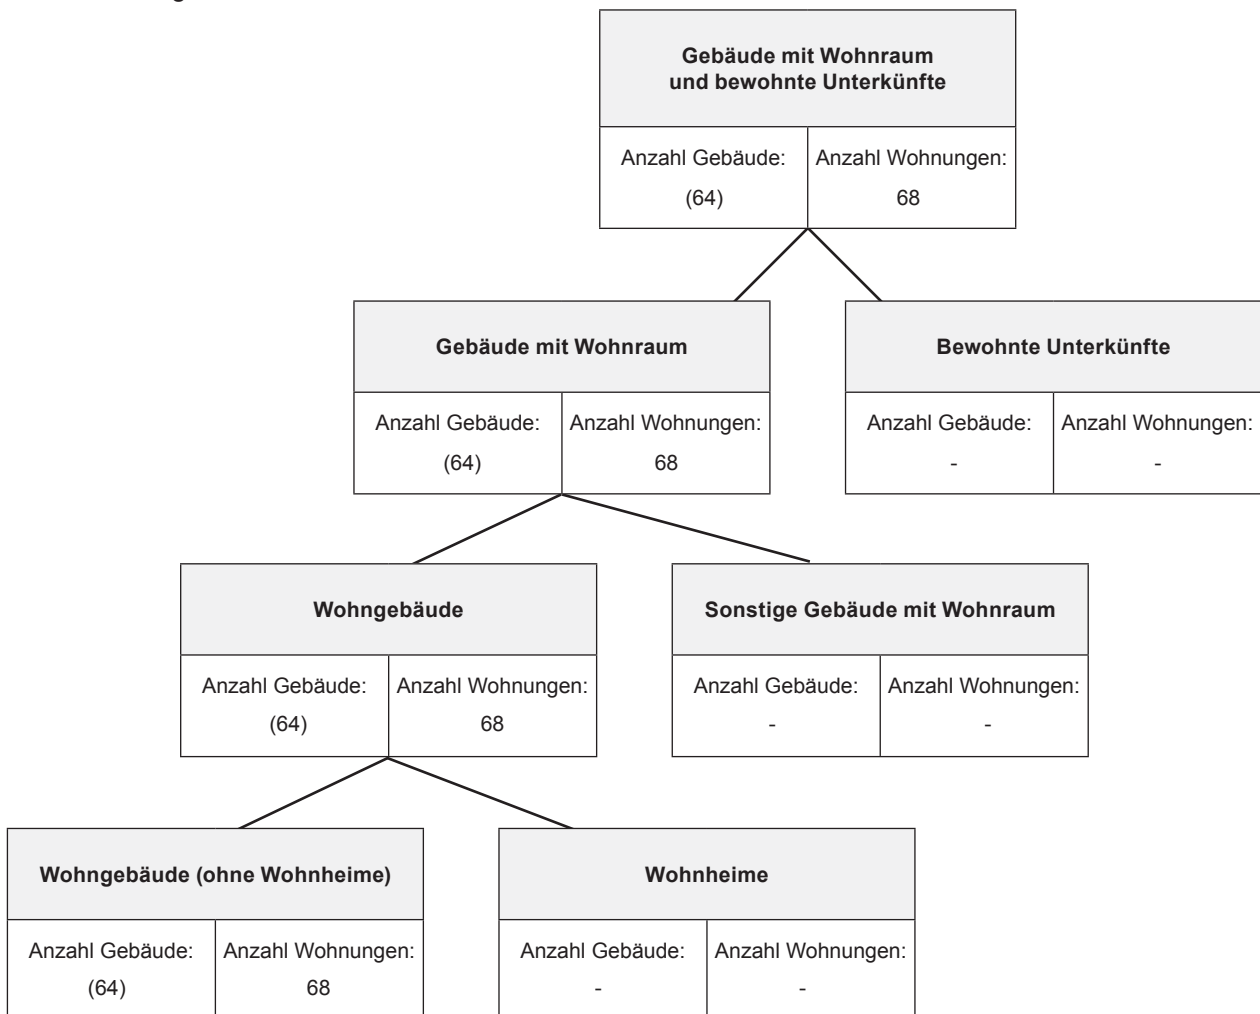 Gebäude mit Wohnraum
und bewohnte Unterkünfte
Anzahl Gebäude: Anzahl Wohnungen:
(64) 68
Gebäude mit Wohnraum Bewohnte Unterkünfte
Anzahl Gebäude: Anzahl Wohnungen: Anzahl Gebäude: Anzahl Wohnungen:
(64) 68 - -
Wohngebäude Sonstige Gebäude mit Wohnraum
Anzahl Gebäude: Anzahl Wohnungen: Anzahl Gebäude: Anzahl Wohnungen:
(64) 68 - -
Wohngebäude (ohne Wohnheime) Wohnheime
Anzahl Gebäude: Anzahl Wohnungen: Anzahl Gebäude: Anzahl Wohnungen:
(64) 68 - -